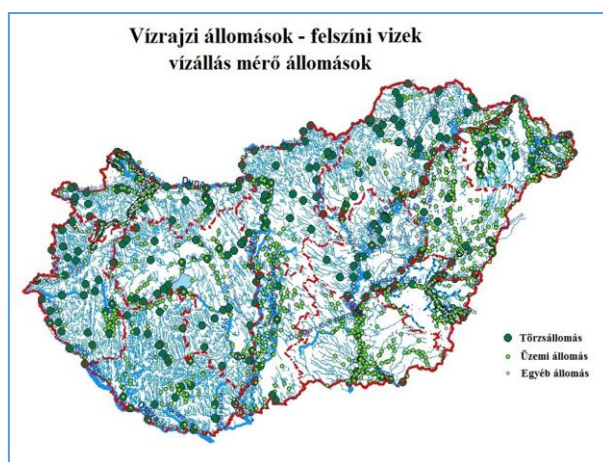 Vízrajzi állomások - felszíni vizek
vízállás mérő állomások
Törzsállomás
Üzemi állomás
Egyéb állomás